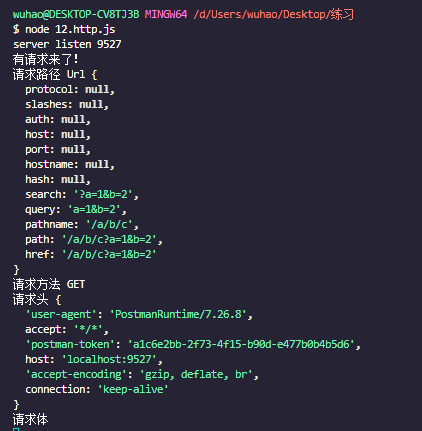 wuhao@DESKTOP-CV8TJ3B MINGW64 /d/Users/wuhao/Desktop/练习
$ node 12.http.js
server listen 9527
有请求来了！
请求路径 Url {
  protocol: null,
  slashes: null,
  auth: null,
  host: null,
  port: null,
  hostname: null,
  hash: null,
  search: '?a=1&b=2',
  query: 'a=1&b=2',
  pathname: '/a/b/c',
  path: '/a/b/c?a=1&b=2',
  href: '/a/b/c?a=1&b=2'
}
请求方法 GET
请求头 {
  'user-agent': 'PostmanRuntime/7.26.8',
  accept: '*/*',
  'postman-token': 'a1c6e2bb-2f73-4f15-b90d-e477b0b4b5d6',
  host: 'localhost:9527',
  'accept-encoding': 'gzip, deflate, br',
  connection: 'keep-alive'
}
请求体